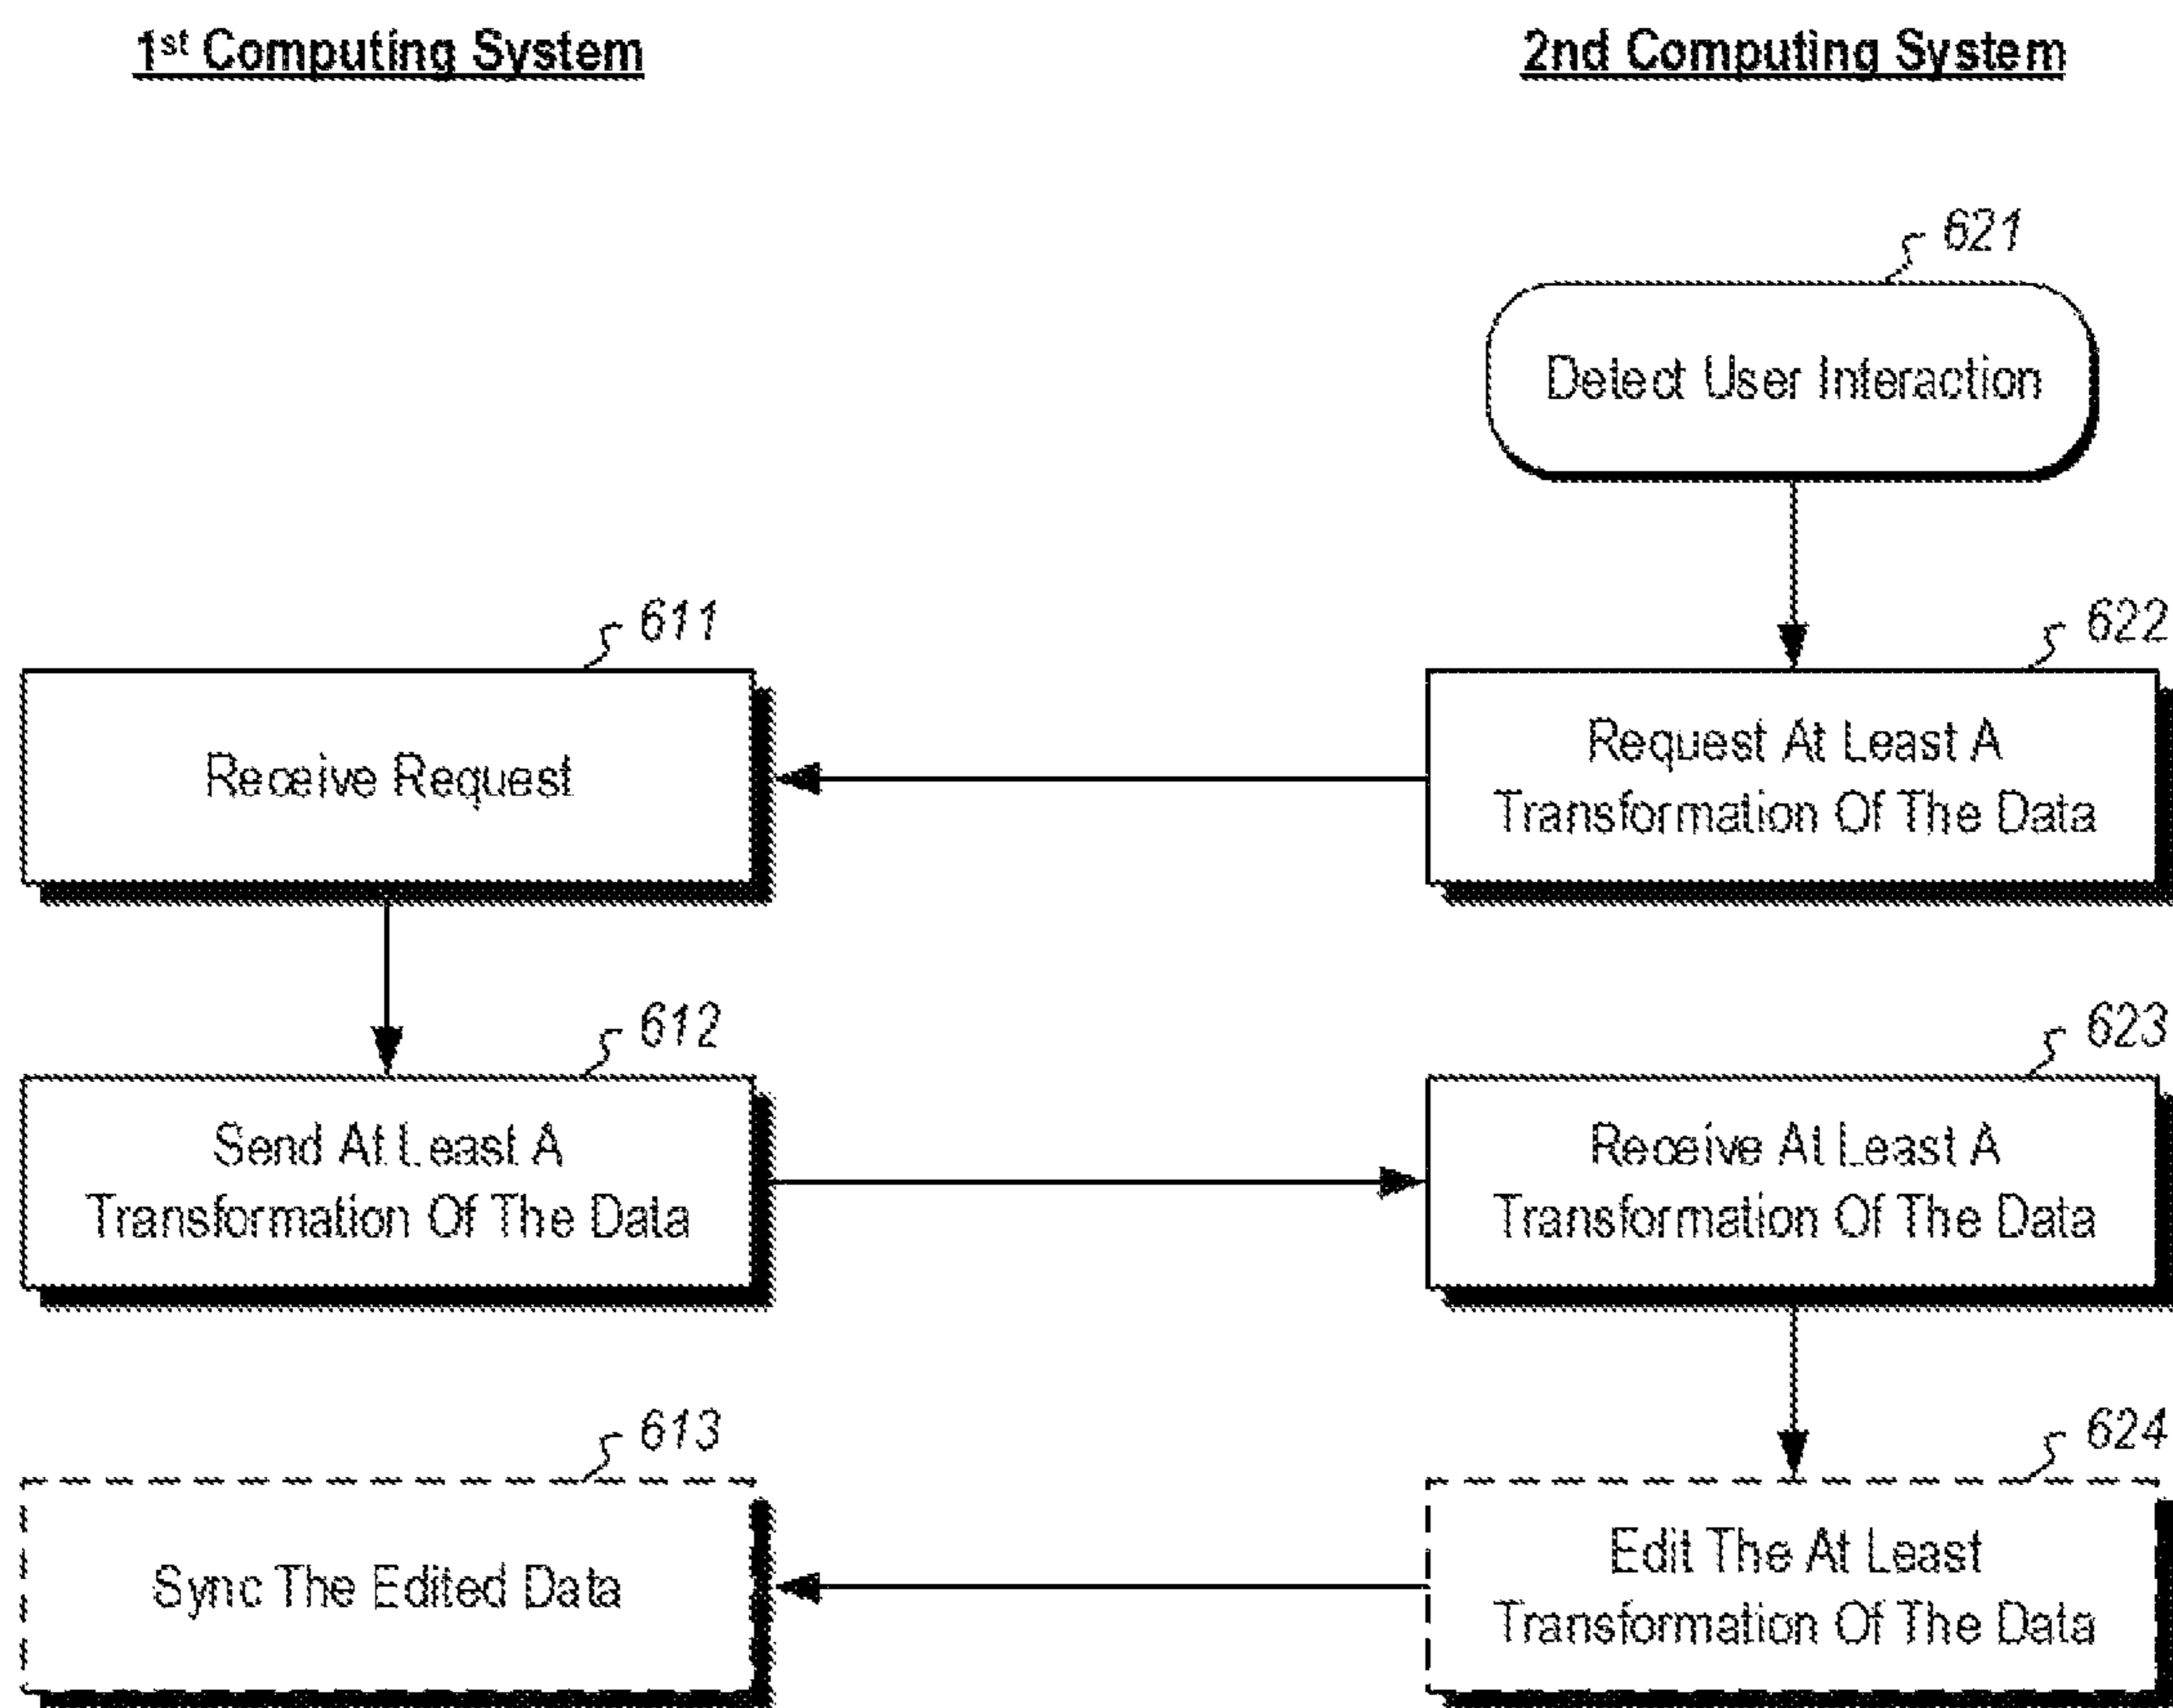 1st Computing System
2nd Computing System
621
Detect User Interaction
611
622
Receive Request
Request At Least A
Transformation Of The Data
612
623
Send At Least A
Transformation Of The Data
Receive At Least A
Transformation Of The Data
613
624
Sync The Edited Data
Edit The At Least
Transformation Of The Data